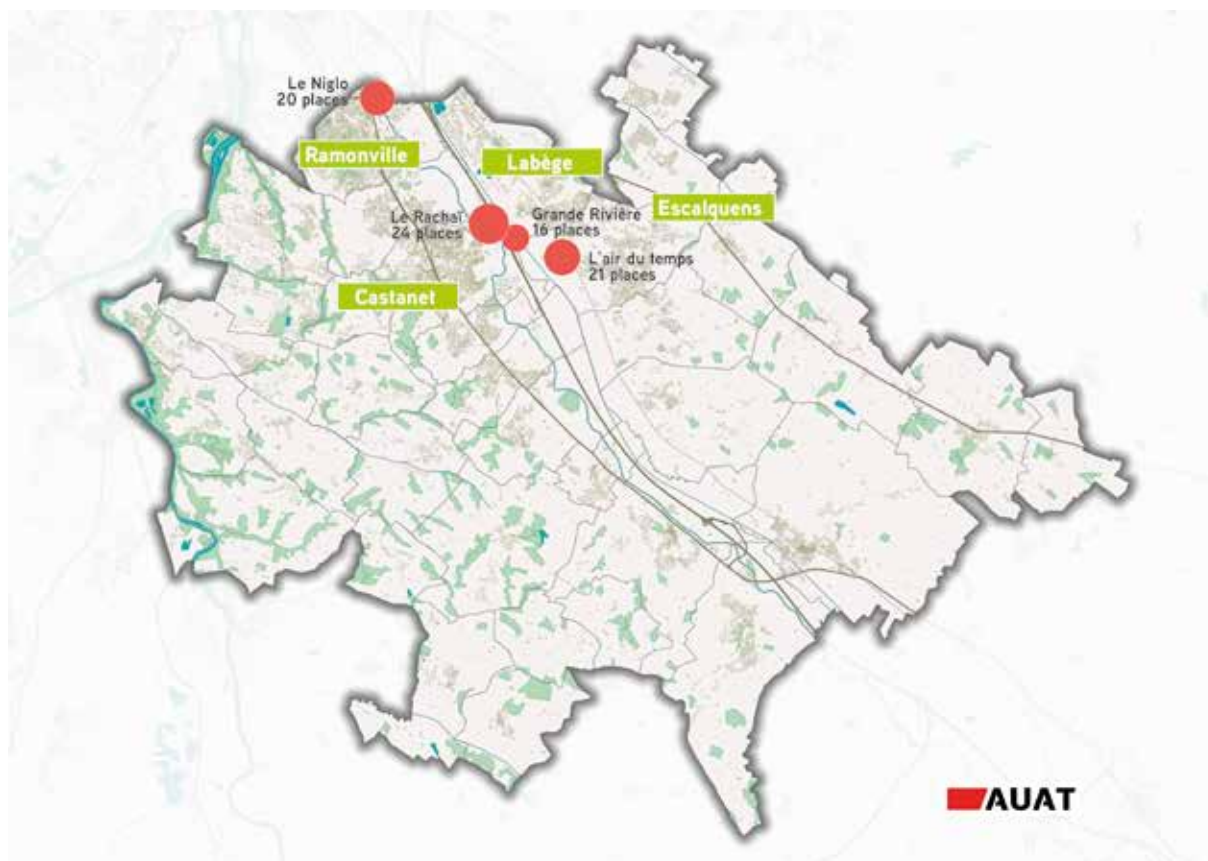 Le Niglo
20 places
Ramonville
Labège
Escalquens
Le Rachaï
24 places
Grande Rivière
16 places
L'air du temps
21 places
Castanet
AUAT